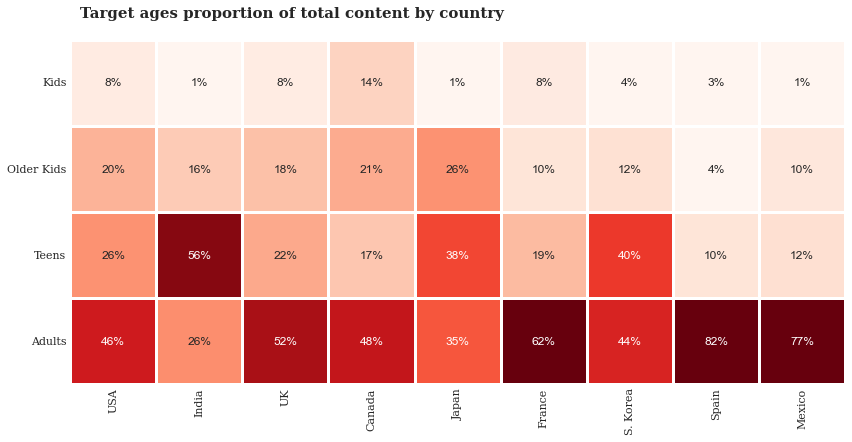 Target ages proportion of total content by country
Kids 8% 1% 8% 14% 1% 8% 4% 3% 1%
Older Kids 20% 16% 18% 21% 26% 10% 12% 4% 10%
Teens 26% 56% 22% 17% 38% 19% 40% 10% 12%
Adults 46% 26% 52% 48% 35% 62% 44% 82% 77%
USA India UK Canada Japan France S. Korea Spain Mexico